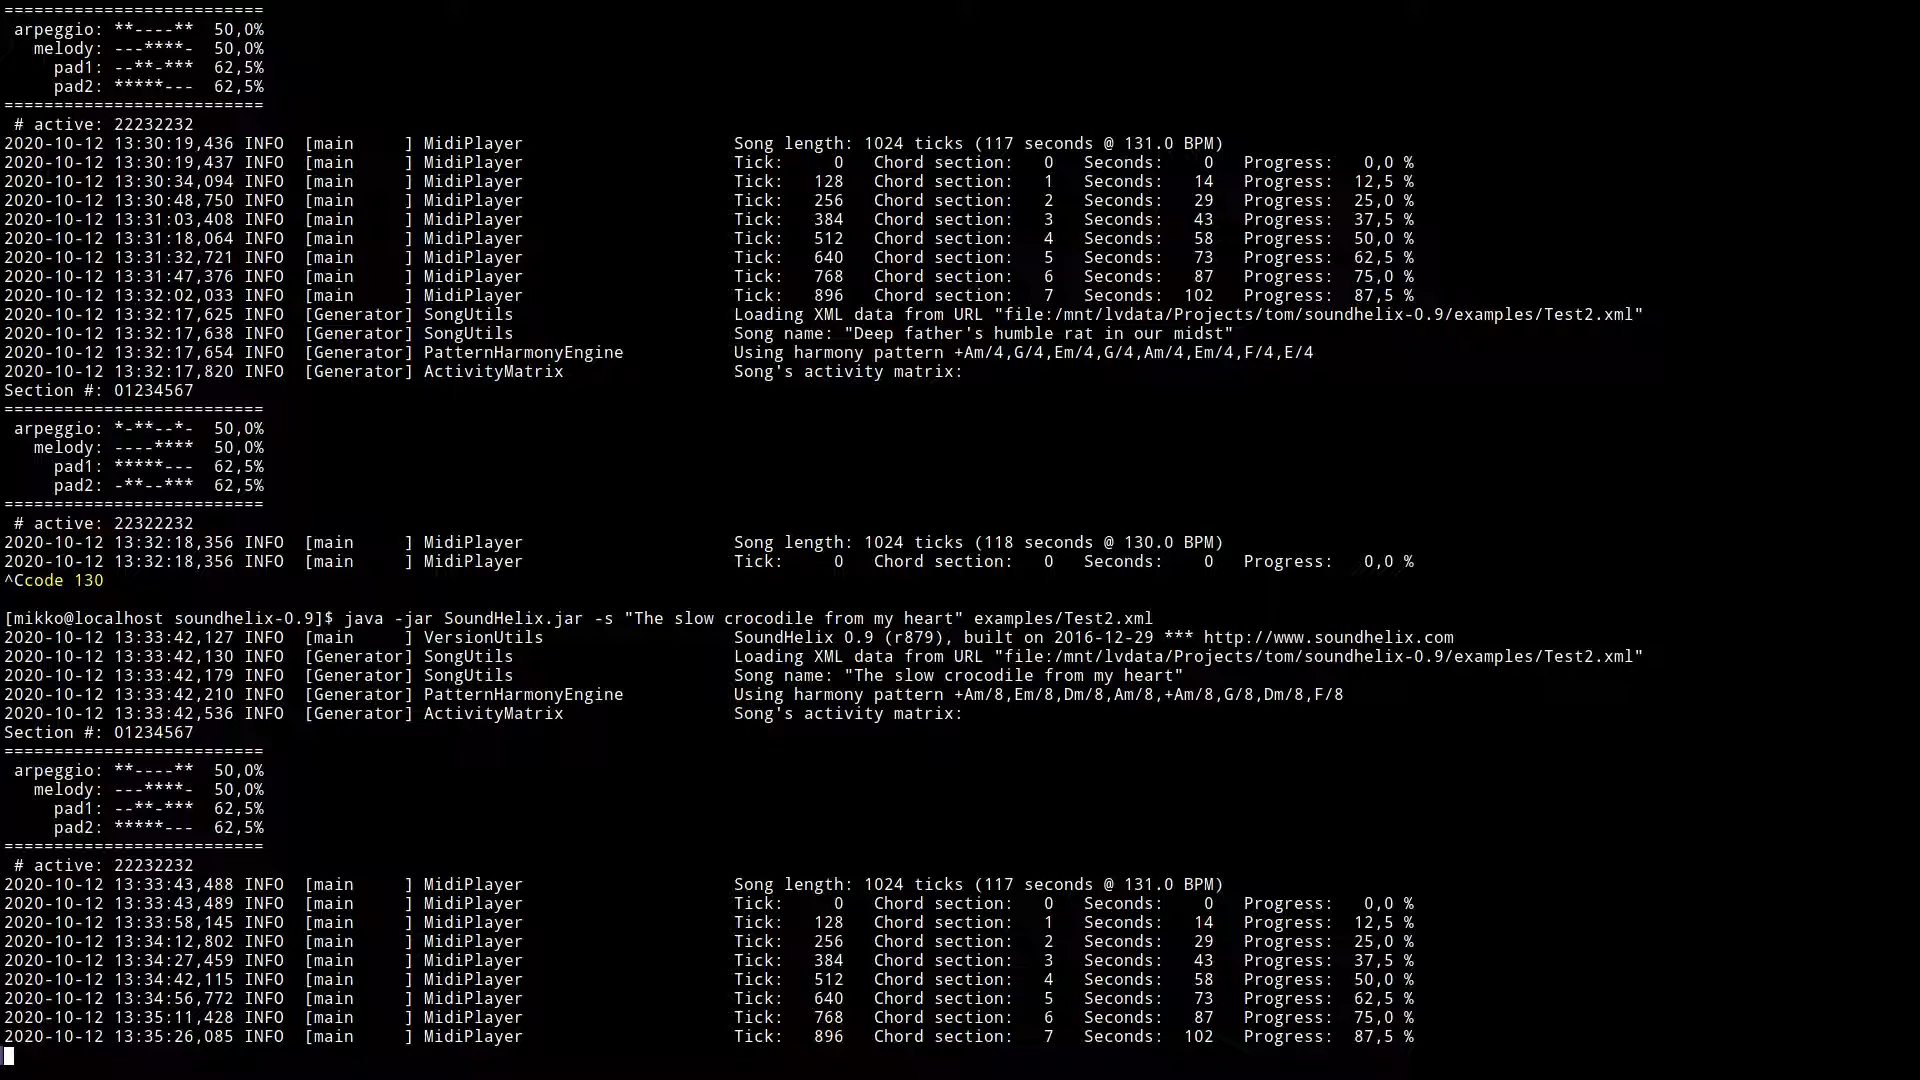 ==========================
 arpeggio: **----**  50,0%
   melody: ---****-  50,0%
     pad1: --**-***  62,5%
     pad2: *****---  62,5%
==========================
 # active: 22232232
2020-10-12 13:30:19,436 INFO  [main     ] MidiPlayer                     Song length: 1024 ticks (117 seconds @ 131.0 BPM)
2020-10-12 13:30:19,437 INFO  [main     ] MidiPlayer                     Tick:     0   Chord section:   0   Seconds:    0   Progress:   0,0 %
2020-10-12 13:30:34,094 INFO  [main     ] MidiPlayer                     Tick:   128   Chord section:   1   Seconds:   14   Progress:  12,5 %
2020-10-12 13:30:48,750 INFO  [main     ] MidiPlayer                     Tick:   256   Chord section:   2   Seconds:   29   Progress:  25,0 %
2020-10-12 13:31:03,408 INFO  [main     ] MidiPlayer                     Tick:   384   Chord section:   3   Seconds:   43   Progress:  37,5 %
2020-10-12 13:31:18,064 INFO  [main     ] MidiPlayer                     Tick:   512   Chord section:   4   Seconds:   58   Progress:  50,0 %
2020-10-12 13:31:32,721 INFO  [main     ] MidiPlayer                     Tick:   640   Chord section:   5   Seconds:   73   Progress:  62,5 %
2020-10-12 13:31:47,376 INFO  [main     ] MidiPlayer                     Tick:   768   Chord section:   6   Seconds:   87   Progress:  75,0 %
2020-10-12 13:32:02,033 INFO  [main     ] MidiPlayer                     Tick:   896   Chord section:   7   Seconds:  102   Progress:  87,5 %
2020-10-12 13:32:17,625 INFO  [Generator] SongUtils                      Loading XML data from URL "file:/mnt/lvdata/Projects/tom/soundhelix-0.9/examples/Test2.xml"
2020-10-12 13:32:17,638 INFO  [Generator] SongUtils                      Song name: "Deep father's humble rat in our midst"
2020-10-12 13:32:17,654 INFO  [Generator] PatternHarmonyEngine           Using harmony pattern +Am/4,G/4,Em/4,G/4,Am/4,Em/4,F/4,E/4
2020-10-12 13:32:17,820 INFO  [Generator] ActivityMatrix                 Song's activity matrix:
Section #: 01234567
==========================
 arpeggio: *-**--*-  50,0%
   melody: ----****  50,0%
     pad1: *****---  62,5%
     pad2: -**--***  62,5%
==========================
 # active: 22322232
2020-10-12 13:32:18,356 INFO  [main     ] MidiPlayer                     Song length: 1024 ticks (118 seconds @ 130.0 BPM)
2020-10-12 13:32:18,356 INFO  [main     ] MidiPlayer                     Tick:     0   Chord section:   0   Seconds:    0   Progress:   0,0 %
^Ccode 130
[mikko@localhost soundhelix-0.9]$ java -jar SoundHelix.jar -s "The slow crocodile from my heart" examples/Test2.xml
2020-10-12 13:33:42,127 INFO  [main     ] VersionUtils                   SoundHelix 0.9 (r879), built on 2016-12-29 *** http://www.soundhelix.com
2020-10-12 13:33:42,130 INFO  [Generator] SongUtils                      Loading XML data from URL "file:/mnt/lvdata/Projects/tom/soundhelix-0.9/examples/Test2.xml"
2020-10-12 13:33:42,179 INFO  [Generator] SongUtils                      Song name: "The slow crocodile from my heart"
2020-10-12 13:33:42,210 INFO  [Generator] PatternHarmonyEngine           Using harmony pattern +Am/8,Em/8,Dm/8,Am/8,+Am/8,G/8,Dm/8,F/8
2020-10-12 13:33:42,536 INFO  [Generator] ActivityMatrix                 Song's activity matrix:
Section #: 01234567
==========================
 arpeggio: **----**  50,0%
   melody: ---****-  50,0%
     pad1: --**-***  62,5%
     pad2: *****---  62,5%
==========================
 # active: 22232232
2020-10-12 13:33:43,488 INFO  [main     ] MidiPlayer                     Song length: 1024 ticks (117 seconds @ 131.0 BPM)
2020-10-12 13:33:43,489 INFO  [main     ] MidiPlayer                     Tick:     0   Chord section:   0   Seconds:    0   Progress:   0,0 %
2020-10-12 13:33:58,145 INFO  [main     ] MidiPlayer                     Tick:   128   Chord section:   1   Seconds:   14   Progress:  12,5 %
2020-10-12 13:34:12,802 INFO  [main     ] MidiPlayer                     Tick:   256   Chord section:   2   Seconds:   29   Progress:  25,0 %
2020-10-12 13:34:27,459 INFO  [main     ] MidiPlayer                     Tick:   384   Chord section:   3   Seconds:   43   Progress:  37,5 %
2020-10-12 13:34:42,115 INFO  [main     ] MidiPlayer                     Tick:   512   Chord section:   4   Seconds:   58   Progress:  50,0 %
2020-10-12 13:34:56,772 INFO  [main     ] MidiPlayer                     Tick:   640   Chord section:   5   Seconds:   73   Progress:  62,5 %
2020-10-12 13:35:11,428 INFO  [main     ] MidiPlayer                     Tick:   768   Chord section:   6   Seconds:   87   Progress:  75,0 %
2020-10-12 13:35:26,085 INFO  [main     ] MidiPlayer                     Tick:   896   Chord section:   7   Seconds:  102   Progress:  87,5 %